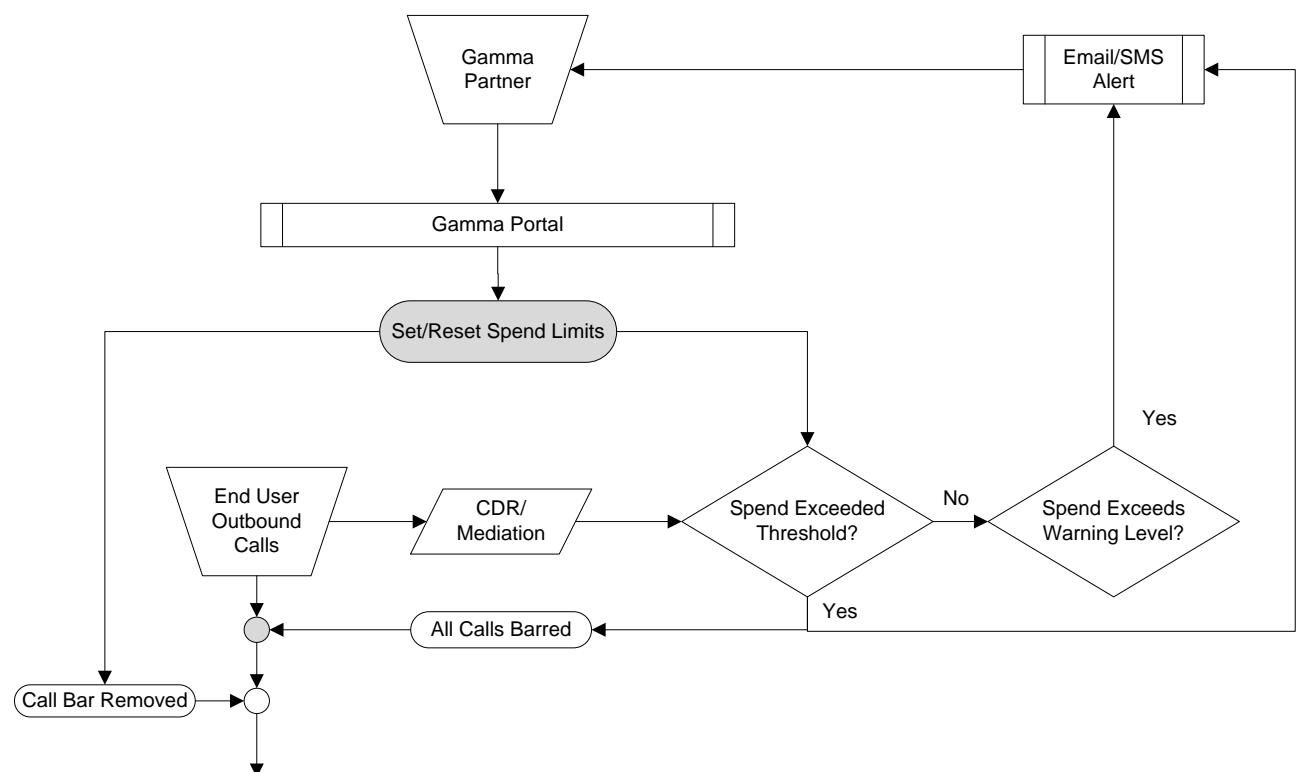 Gamma
Partner
Email/SMS
Alert
Gamma Portal
Set/Reset Spend Limits
Yes
End User
Outbound
Calls
CDR/
Mediation
Spend Exceeded
Threshold?
No
Spend Exceeds
Warning Level?
Yes
All Calls Barred
Call Bar Removed